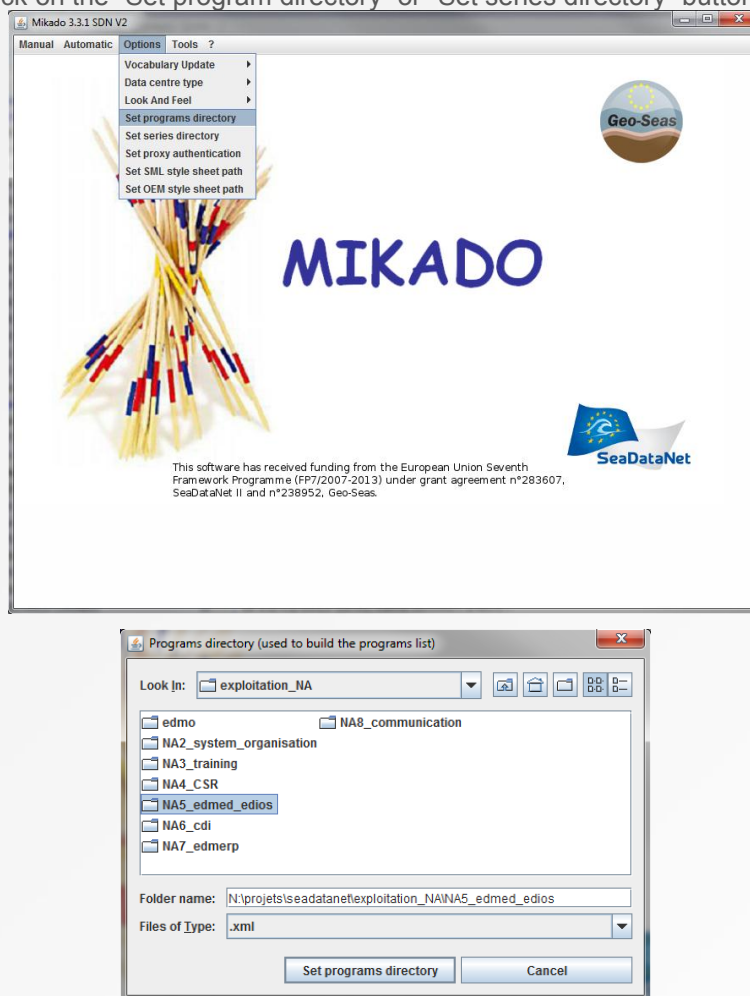 ck on the "Set program directory" or "Set series directory" button
Mikado 3.3.1 SDN V2
Manual Automatic Options Tools ?
Vocabulary Update
Data centre type
Look And Feel
Set programs directory
Set series directory
Set proxy authentication
Set SML style sheet path
Set OEM style sheet path
Geo-Seas
MIKADO
SeaDataNet
This software has received funding from the European Union Seventh
Framework Programme (FP7/2007-2013) under grant agreement n°283607,
SeaDataNet II and n°238952, Geo-Seas.
Programs directory (used to build the programs list)
Look In: exploitation_NA
edmo NA8_communication
NA2_system_organisation
NA3_training
NA4_CSR
NA5_edmed_edios
NA6_cdi
NA7_edmerp
Folder name: N:\projets\seadatanet\exploitation_NA\NA5_edmed_edios
Files of Type: .xml
Set programs directory Cancel